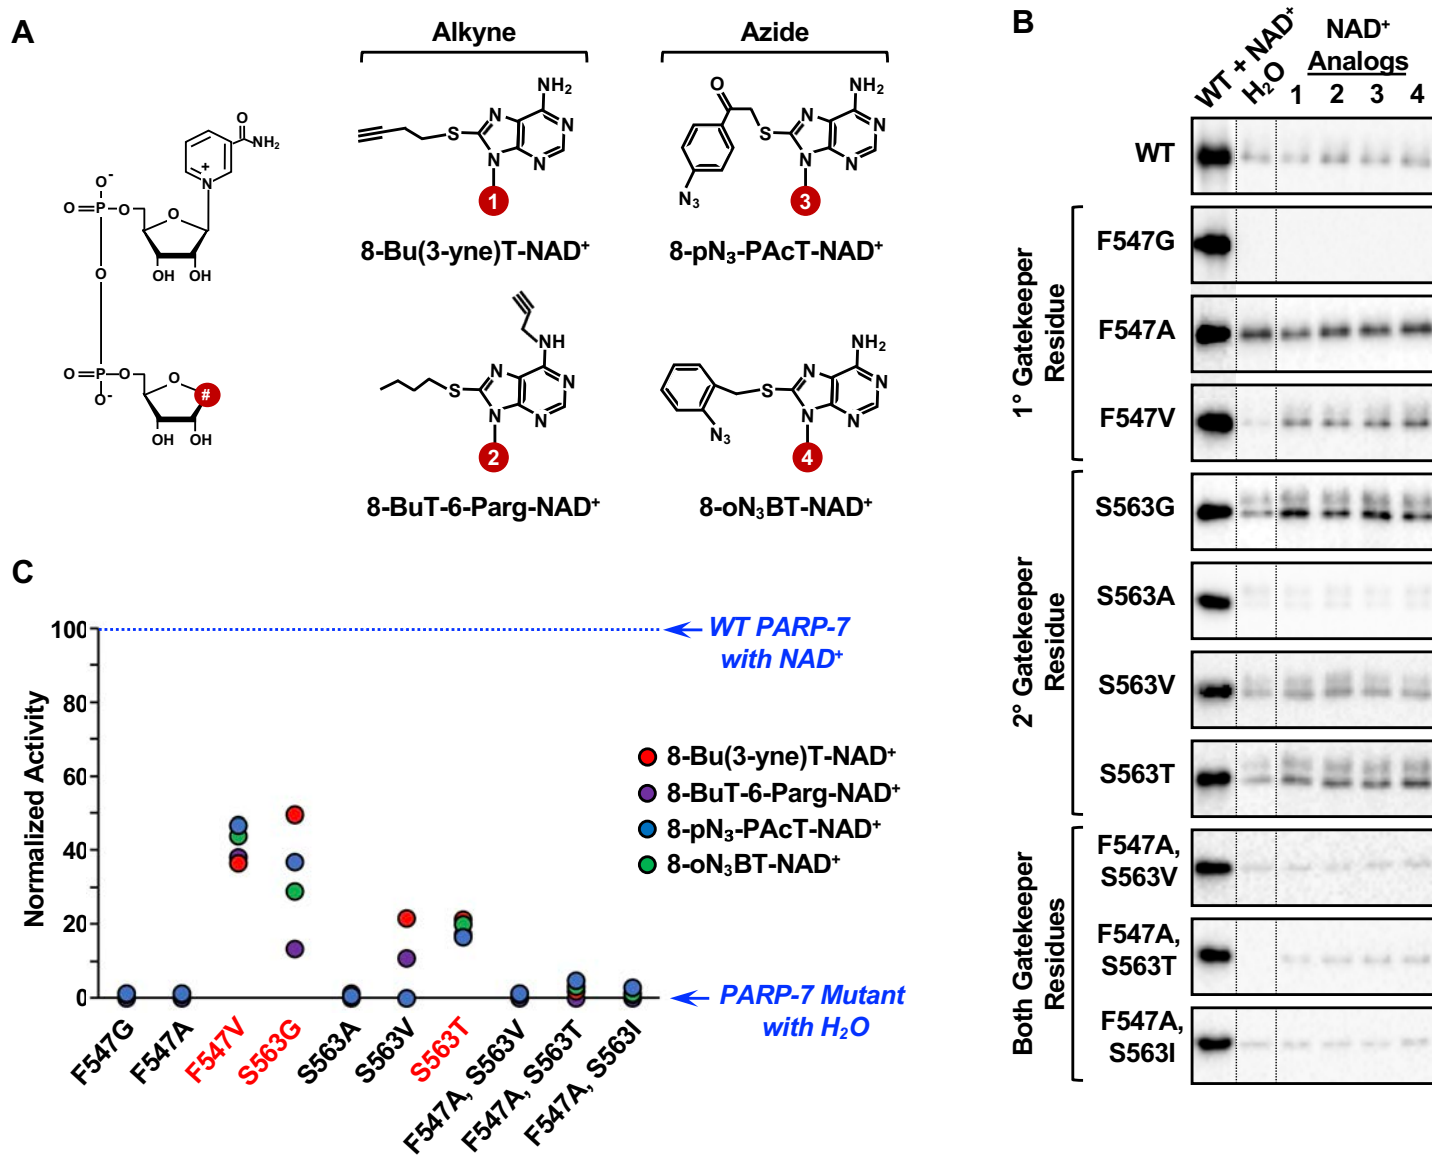 A
Alkyne
Azide
O
NH₂
N
+
O⁻
O=P-O
O
O
OH OH
O
O=P-O
O⁻
O
#
OH OH
NH₂
S
N
N
N
N
1
8-Bu(3-yne)T-NAD⁺
O
NH₂
S
N
N
N
N
N₃
3
8-pN₃-PAcT-NAD⁺
NH
S
N
N
N
N
2
8-BuT-6-Parg-NAD⁺
NH₂
S
N
N
N
N
N₃
4
8-oN₃BT-NAD⁺
B
WT + NAD⁺
H₂O
NAD⁺
Analogs
1 2 3 4
WT
1° Gatekeeper
Residue
F547G
F547A
F547V
2° Gatekeeper
Residue
S563G
S563A
S563V
S563T
Both Gatekeeper
Residues
F547A,
S563V
F547A,
S563T
F547A,
S563I
C
Normalized Activity
100
80
60
40
20
0
WT PARP-7
with NAD⁺
8-Bu(3-yne)T-NAD⁺
8-BuT-6-Parg-NAD⁺
8-pN₃-PAcT-NAD⁺
8-oN₃BT-NAD⁺
PARP-7 Mutant
with H₂O
F547G
F547A
F547V
S563G
S563A
S563V
S563T
F547A, S563V
F547A, S563T
F547A, S563I